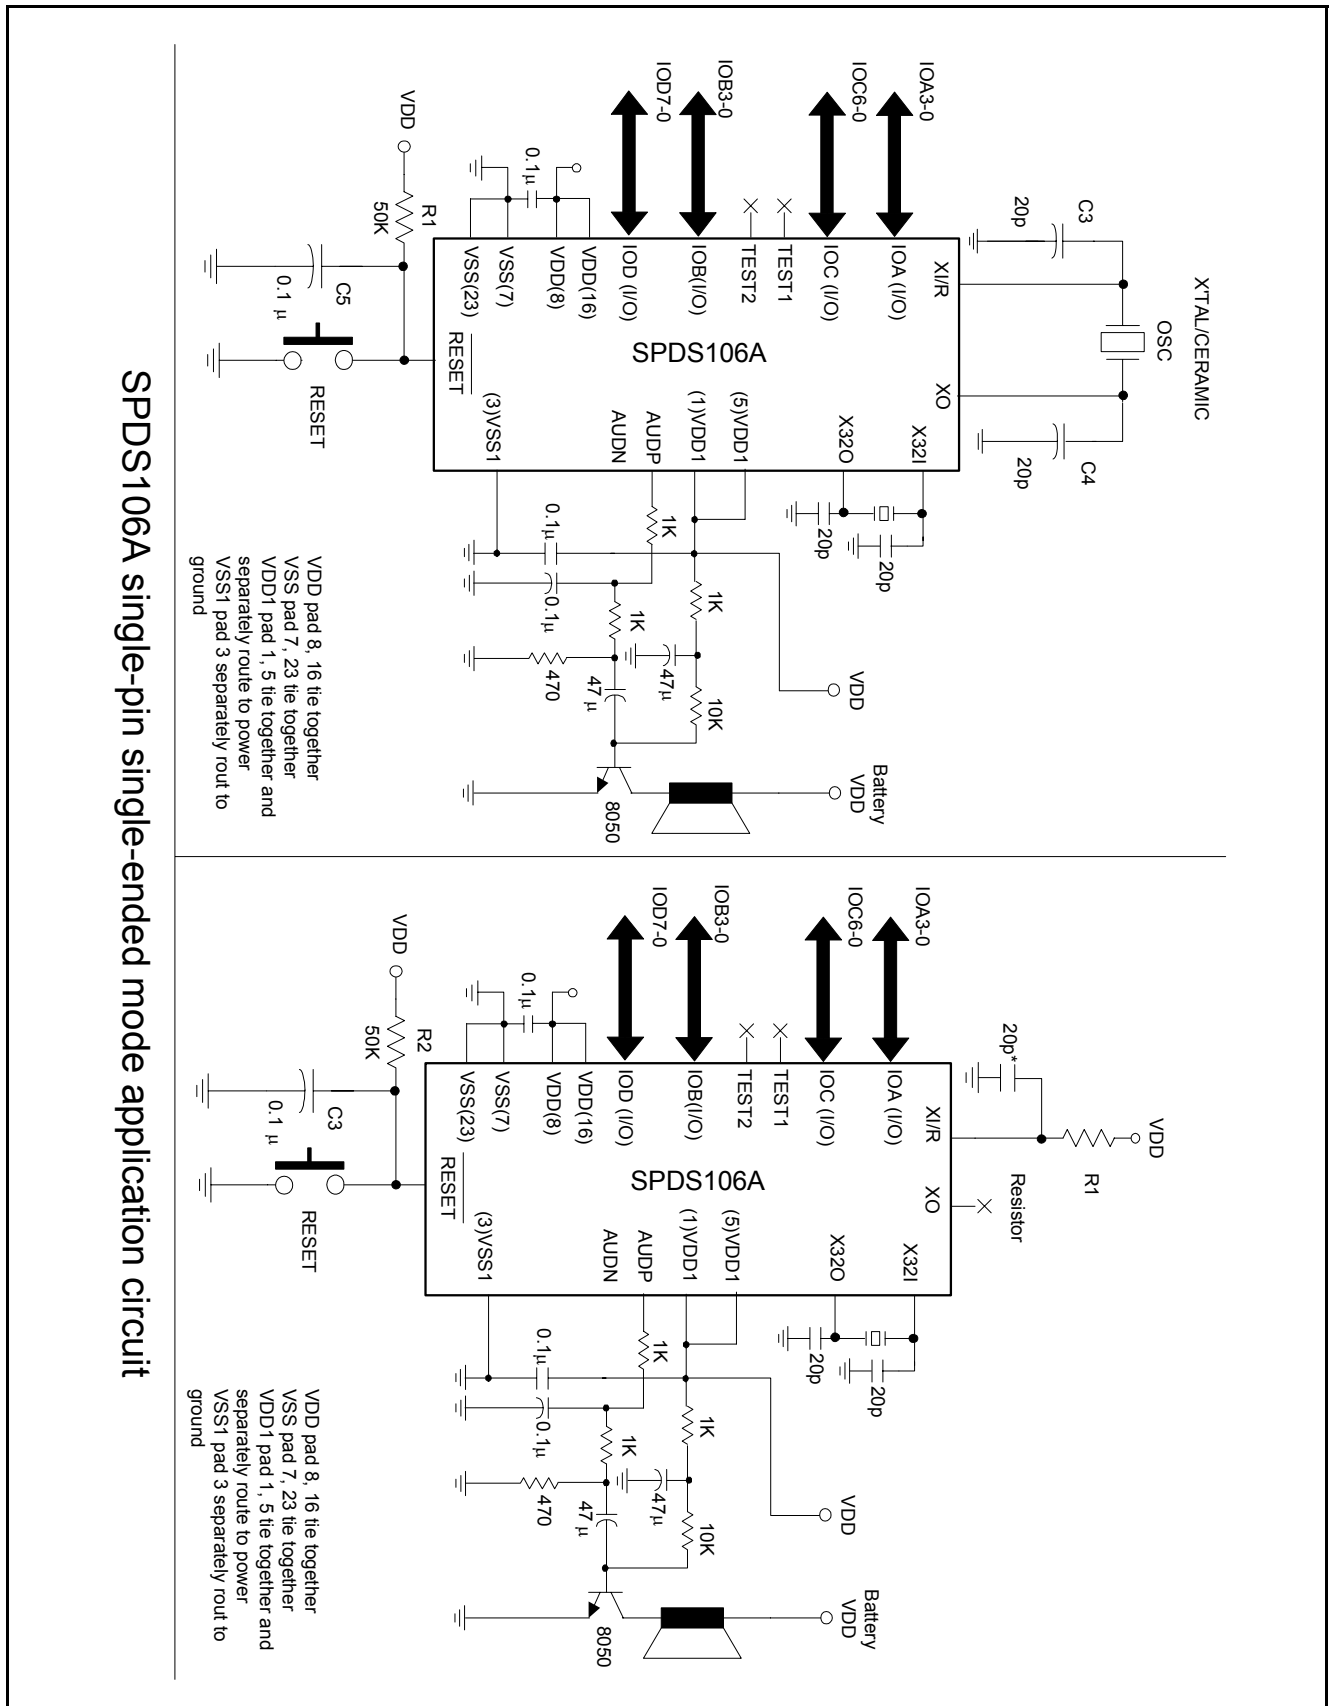 XTAL/CERAMIC
OSC
C3
20p
C4
20p
XI/R
XO
IOA3-0
IOC6-0
IOB3-0
IOD7-0
IOA (I/O)
IOC (I/O)
TEST1
TEST2
IOB(I/O)
IOD (I/O)
VDD(16)
VDD(8)
VSS(7)
VSS(23)
0.1µ
SPDS106A
X32I
X32O
(5)VDD1
(1)VDD1
AUDP
AUDN
(3)VSS1
RESET
20p
20p
1K
1K
1K
0.1µ
0.1µ
47µ
10K
VDD
470
47µ
8050
Battery
VDD
VDD
R1
50K
C5
0.1 µ
RESET
VDD pad 8, 16 tie together
VSS pad 7, 23 tie together
VDD1 pad 1, 5 tie together and
separately route to power
VSS1 pad 3 separately rout to
ground
VDD
R1
Resistor
20p*
XI/R
XO
IOA3-0
IOC6-0
IOB3-0
IOD7-0
IOA (I/O)
IOC (I/O)
TEST1
TEST2
IOB(I/O)
IOD (I/O)
VDD(16)
VDD(8)
VSS(7)
VSS(23)
0.1µ
SPDS106A
X32I
X32O
(5)VDD1
(1)VDD1
AUDP
AUDN
(3)VSS1
RESET
20p
20p
1K
1K
1K
0.1µ
0.1µ
47µ
10K
VDD
470
47µ
8050
Battery
VDD
VDD
R2
50K
C3
0.1 µ
RESET
VDD pad 8, 16 tie together
VSS pad 7, 23 tie together
VDD1 pad 1, 5 tie together and
separately route to power
VSS1 pad 3 separately rout to
ground
SPDS106A single-pin single-ended mode application circuit